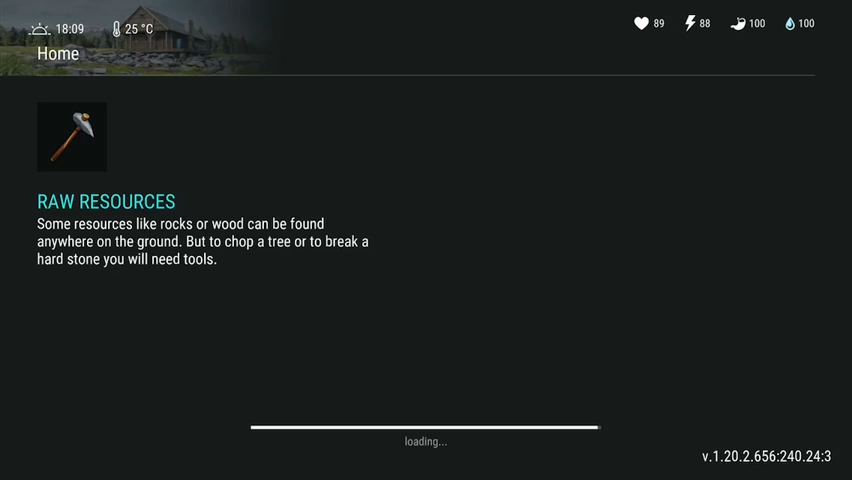 18:09 25 °C 89 88 100 100
Home
RAW RESOURCES
Some resources like rocks or wood can be found
anywhere on the ground. But to chop a tree or to break a
hard stone you will need tools.
loading...
v.1.20.2.656:240.24:3